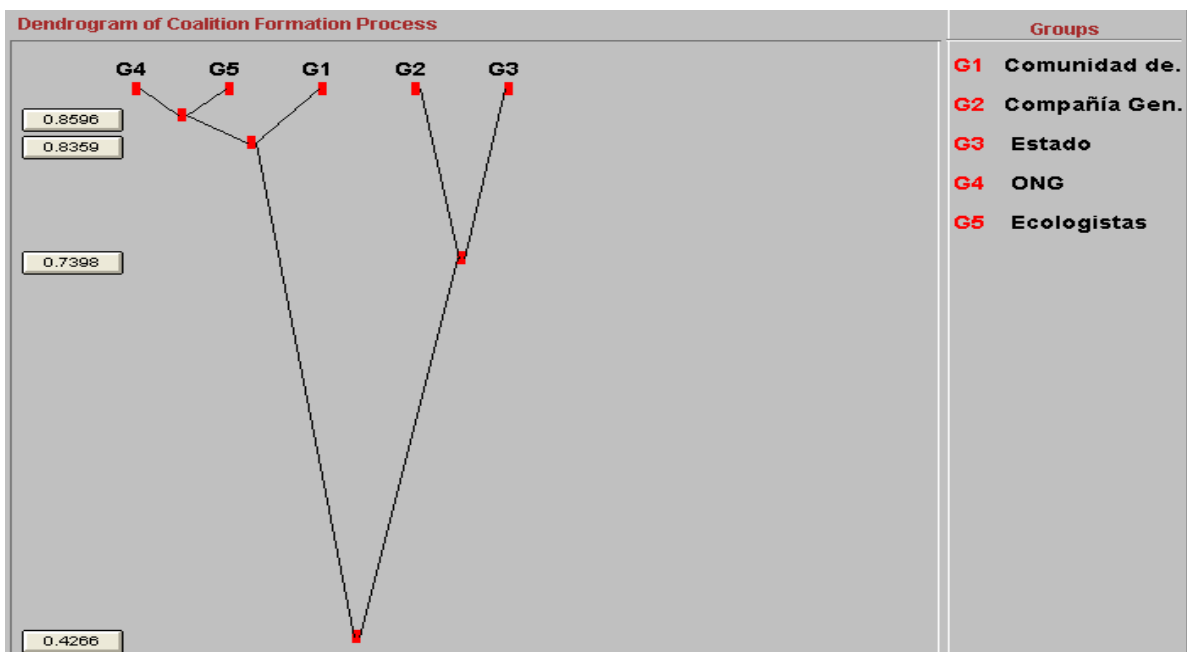 Dendrogram of Coalition Formation Process
G4 G5 G1 G2 G3
0.8596
0.8359
0.7398
0.4266
Groups
G1 Comunidad de.
G2 Compañía Gen.
G3 Estado
G4 ONG
G5 Ecologistas